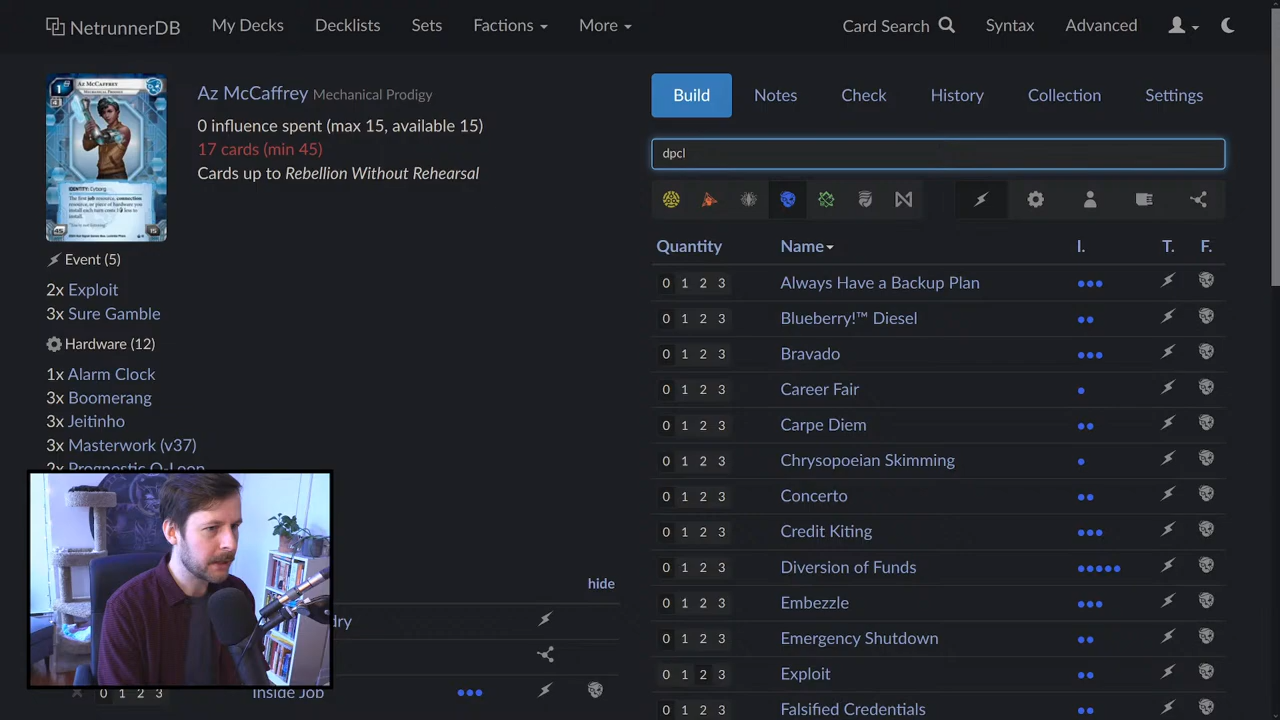 NetrunnerDB My Decks Decklists Sets Factions More Card Search Syntax Advanced
Az McCaffrey Mechanical Prodigy
0 influence spent (max 15, available 15)
17 cards (min 45)
Cards up to Rebellion Without Rehearsal
Event (5)
2x Exploit
3x Sure Gamble
Hardware (12)
1x Alarm Clock
3x Boomerang
3x Jeitinho
3x Masterwork (v37)
2x Prognostic Q-Loop
hide
dry
0 1 2 3 Inside Job
Build Notes Check History Collection Settings
dpcl
Quantity Name I. T. F.
0 1 2 3 Always Have a Backup Plan
0 1 2 3 Blueberry!™ Diesel
0 1 2 3 Bravado
0 1 2 3 Career Fair
0 1 2 3 Carpe Diem
0 1 2 3 Chrysopoeian Skimming
0 1 2 3 Concerto
0 1 2 3 Credit Kiting
0 1 2 3 Diversion of Funds
0 1 2 3 Embezzle
0 1 2 3 Emergency Shutdown
0 1 2 3 Exploit
0 1 2 3 Falsified Credentials